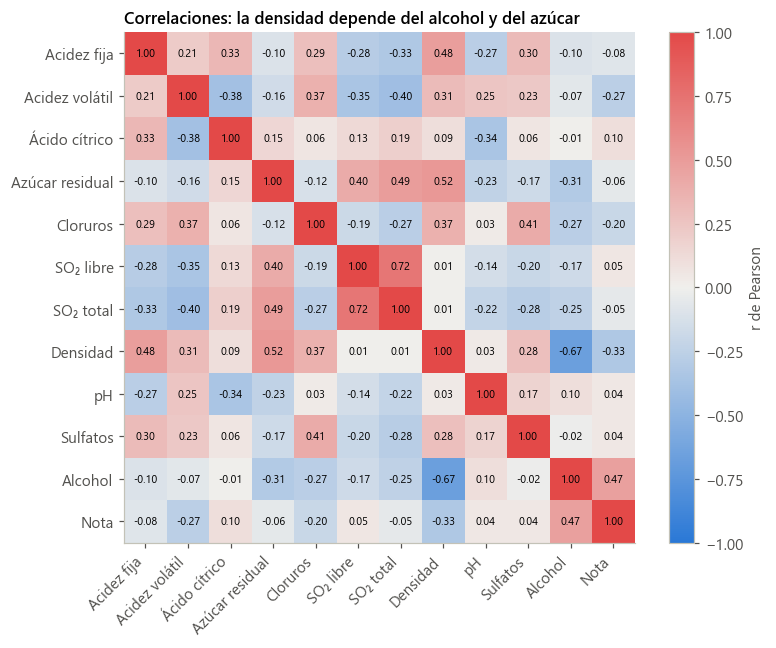 Correlaciones: la densidad depende del alcohol y del azúcar
Acidez fija 1.00 0.21 0.33 -0.10 0.29 -0.28 -0.33 0.48 -0.27 0.30 -0.10 -0.08
Acidez volátil 0.21 1.00 -0.38 -0.16 0.37 -0.35 -0.40 0.31 0.25 0.23 -0.07 -0.27
Ácido cítrico 0.33 -0.38 1.00 0.15 0.06 0.13 0.19 0.09 -0.34 0.06 -0.01 0.10
Azúcar residual -0.10 -0.16 0.15 1.00 -0.12 0.40 0.49 0.52 -0.23 -0.17 -0.31 -0.06
Cloruros 0.29 0.37 0.06 -0.12 1.00 -0.19 -0.27 0.37 0.03 0.41 -0.27 -0.20
SO₂ libre -0.28 -0.35 0.13 0.40 -0.19 1.00 0.72 0.01 -0.14 -0.20 -0.17 0.05
SO₂ total -0.33 -0.40 0.19 0.49 -0.27 0.72 1.00 0.01 -0.22 -0.28 -0.25 -0.05
Densidad 0.48 0.31 0.09 0.52 0.37 0.01 0.01 1.00 0.03 0.28 -0.67 -0.33
pH -0.27 0.25 -0.34 -0.23 0.03 -0.14 -0.22 0.03 1.00 0.17 0.10 0.04
Sulfatos 0.30 0.23 0.06 -0.17 0.41 -0.20 -0.28 0.28 0.17 1.00 -0.02 0.04
Alcohol -0.10 -0.07 -0.01 -0.31 -0.27 -0.17 -0.25 -0.67 0.10 -0.02 1.00 0.47
Nota -0.08 -0.27 0.10 -0.06 -0.20 0.05 -0.05 -0.33 0.04 0.04 0.47 1.00
Acidez fija
Acidez volátil
Ácido cítrico
Azúcar residual
Cloruros
SO₂ libre
SO₂ total
Densidad
pH
Sulfatos
Alcohol
Nota
1.00
0.75
0.50
0.25
0.00
−0.25
−0.50
−0.75
−1.00
r de Pearson